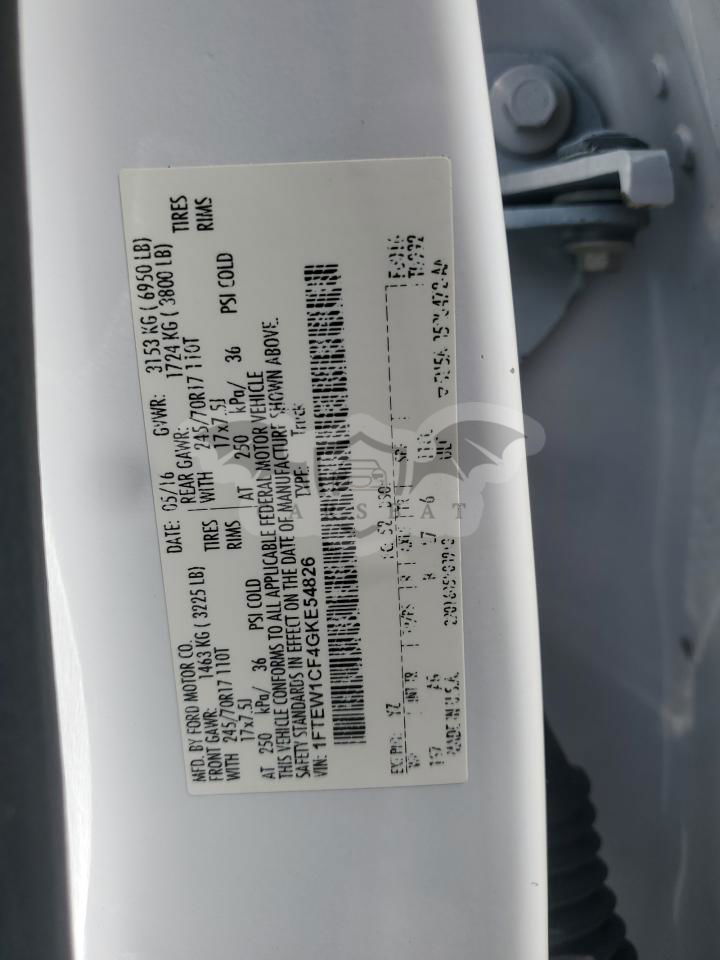 MFD. BY FORD MOTOR CO. DATE: 05/16 GVWR: 3153 KG ( 6950 LB)
FRONT GAWR: 1463 KG ( 3225 LB) REAR GAWR: 1724 KG ( 3800 LB)
WITH 245/70R17 110T TIRES WITH 245/70R17 110T TIRES
17x7.5J RIMS 17x7.5J RIMS
AT 250 kPa/ 36 PSI COLD AT 250 kPa/ 36 PSI COLD
THIS VEHICLE CONFORMS TO ALL APPLICABLE FEDERAL MOTOR VEHICLE
SAFETY STANDARDS IN EFFECT ON THE DATE OF MANUFACTURE SHOWN ABOVE.
VIN: 1FTEW1CF4GKE54826 TYPE: Truck
EXT PNT: YZ
MADE IN U.S.A.